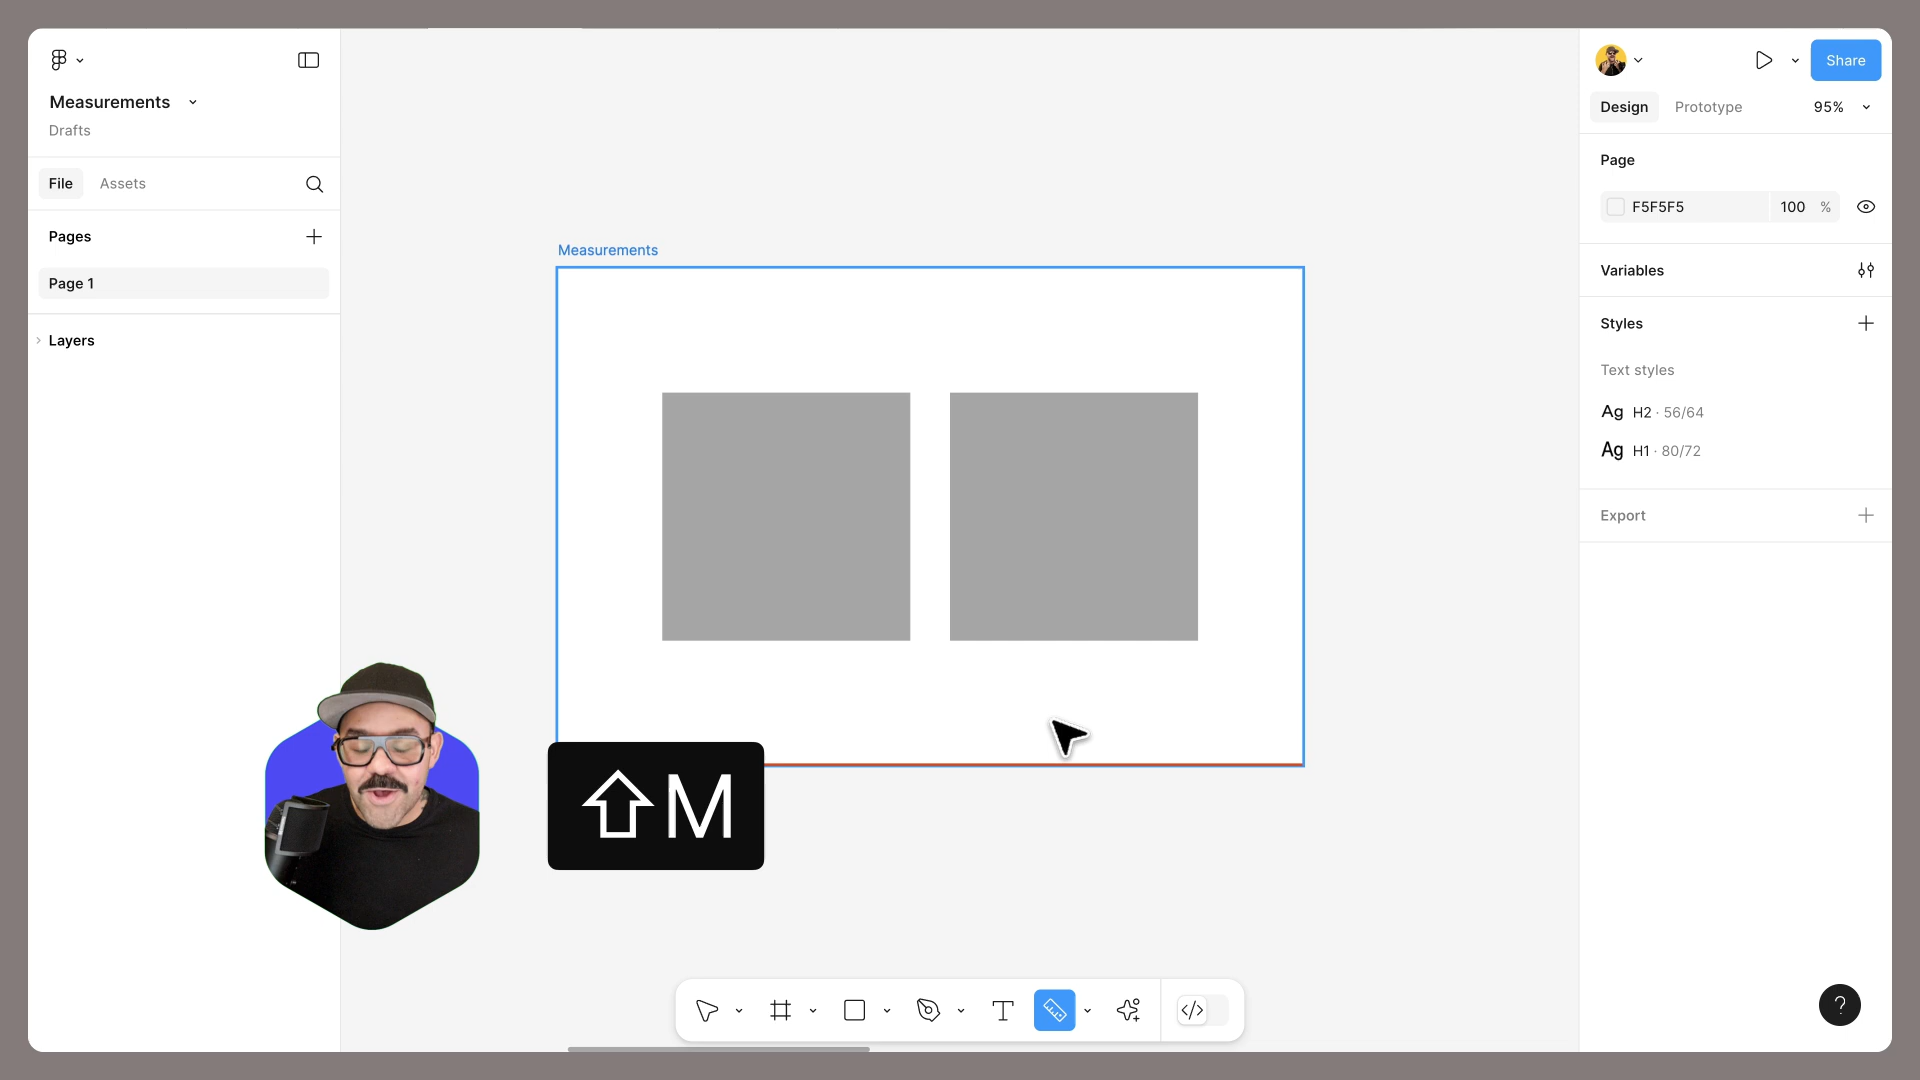 Measurements
Drafts
File
Assets
Pages
Page 1
Layers
Measurements
⇧M
Share
Design
Prototype
95%
Page
F5F5F5
100
%
Variables
Styles
Text styles
Ag H2 · 56/64
Ag H1 · 80/72
Export
?